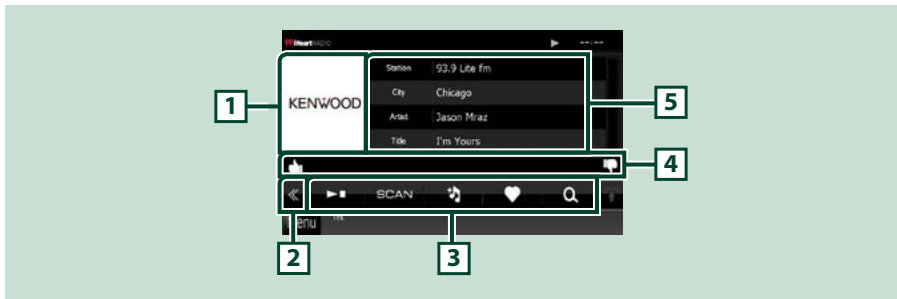 iHeartRADIO
--:--
Station 93.9 Lite fm
1
KENWOOD
City Chicago
5
Artist Jason Mraz
Title I'm Yours
4
SCAN
Menu
2
3